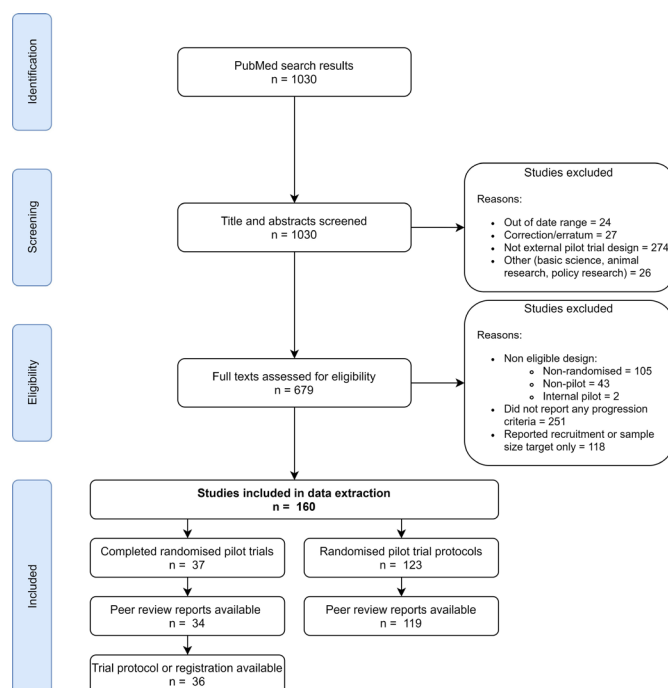 Identification
PubMed search results
n = 1030
Screening
Title and abstracts screened
n = 1030
Studies excluded
Reasons:
• Out of date range = 24
• Correction/erratum = 27
• Not external pilot trial design = 274
• Other (basic science, animal
research, policy research) = 26
Eligibility
Full texts assessed for eligibility
n = 679
Studies excluded
Reasons:
• Non eligible design:
○ Non-randomised = 105
○ Non-pilot = 43
○ Internal pilot = 2
• Did not report any progression
criteria = 251
• Reported recruitment or sample
size target only = 118
Included
Studies included in data extraction
n = 160
Completed randomised pilot trials
n = 37
Randomised pilot trial protocols
n = 123
Peer review reports available
n = 34
Peer review reports available
n = 119
Trial protocol or registration available
n = 36